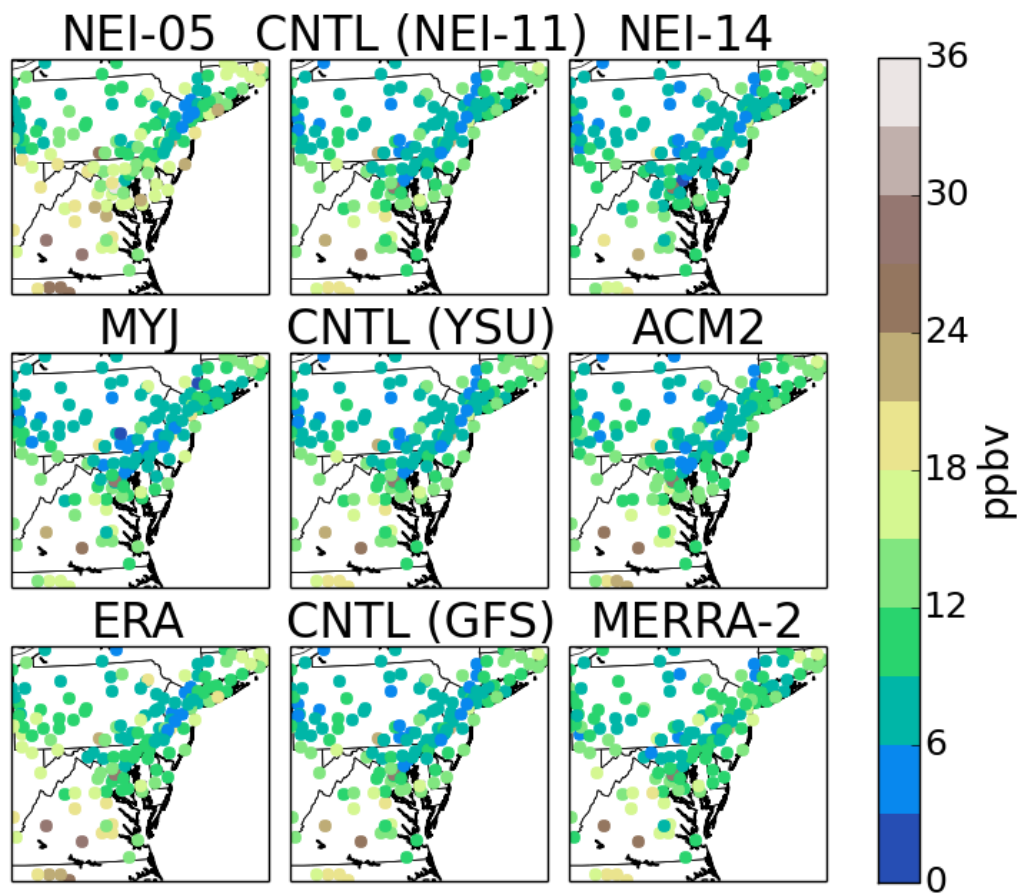 NEI-05 CNTL (NEI-11) NEI-14
MYJ CNTL (YSU) ACM2
ERA CNTL (GFS) MERRA-2
36
30
24
18
12
6
0
ppbv